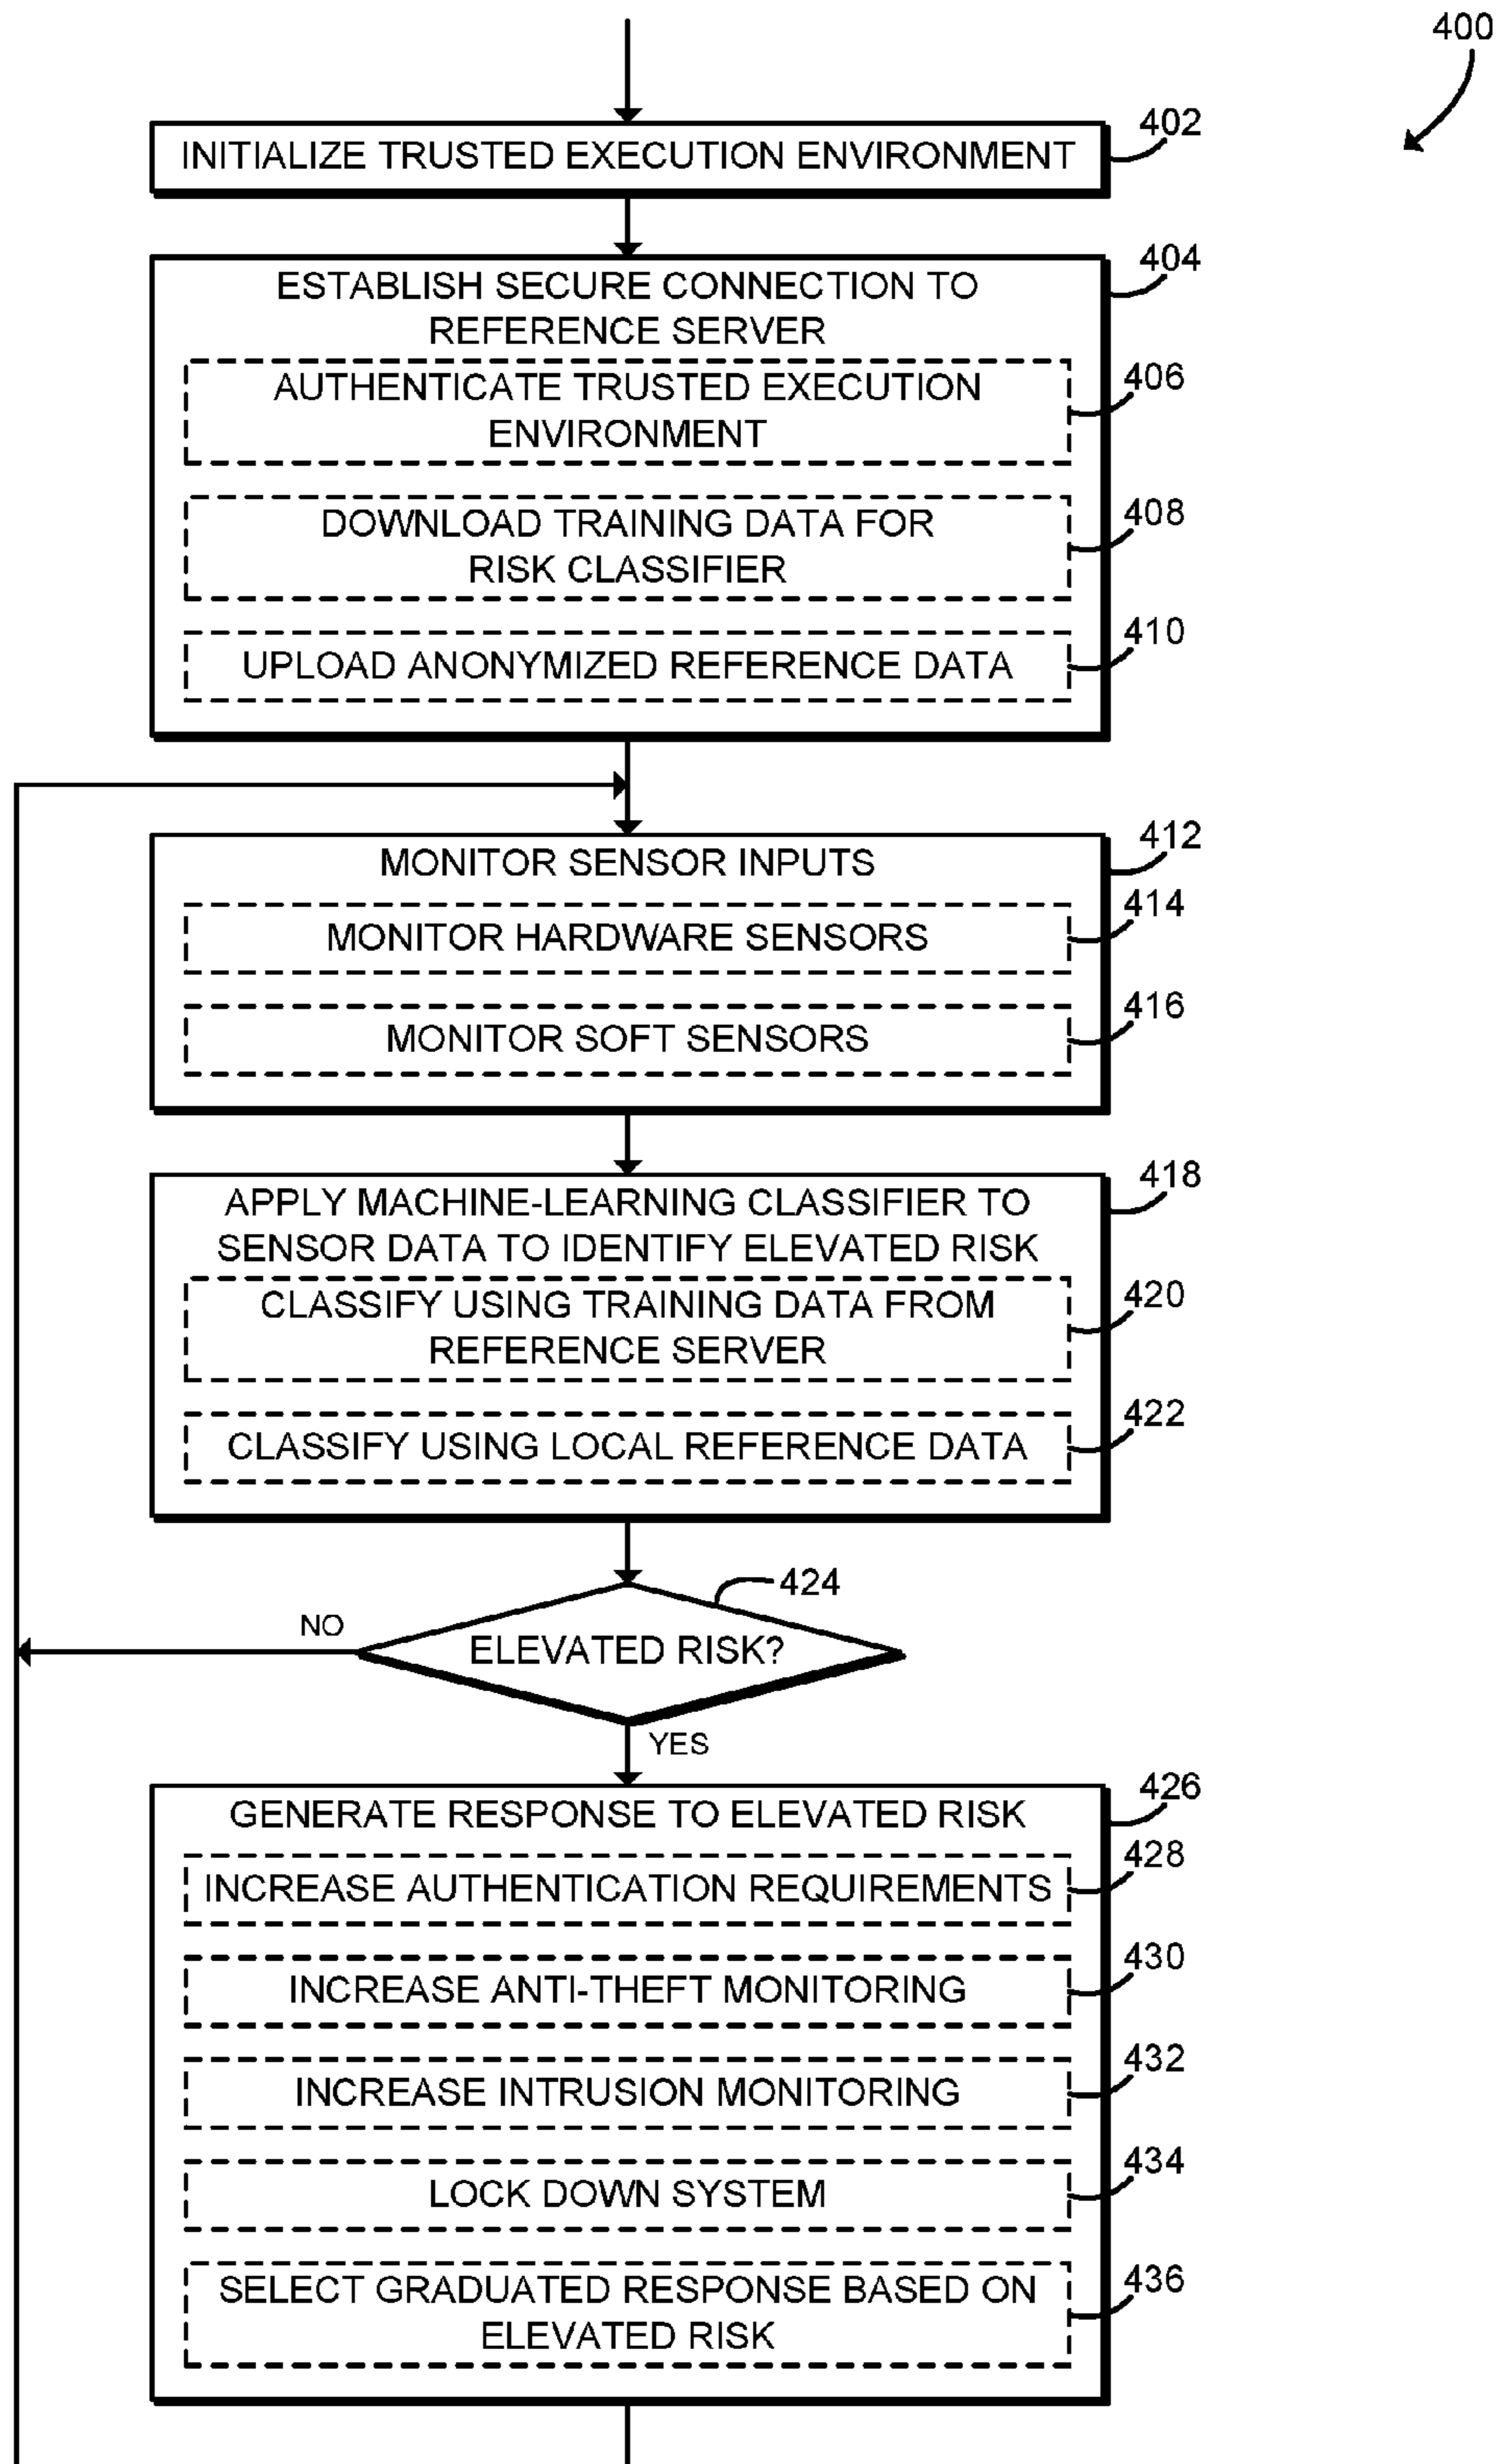 400
INITIALIZE TRUSTED EXECUTION ENVIRONMENT
402
ESTABLISH SECURE CONNECTION TO
REFERENCE SERVER
404
AUTHENTICATE TRUSTED EXECUTION
ENVIRONMENT
406
DOWNLOAD TRAINING DATA FOR
RISK CLASSIFIER
408
UPLOAD ANONYMIZED REFERENCE DATA
410
MONITOR SENSOR INPUTS
412
MONITOR HARDWARE SENSORS
414
MONITOR SOFT SENSORS
416
APPLY MACHINE-LEARNING CLASSIFIER TO
SENSOR DATA TO IDENTIFY ELEVATED RISK
418
CLASSIFY USING TRAINING DATA FROM
REFERENCE SERVER
420
CLASSIFY USING LOCAL REFERENCE DATA
422
424
NO
ELEVATED RISK?
YES
GENERATE RESPONSE TO ELEVATED RISK
426
INCREASE AUTHENTICATION REQUIREMENTS
428
INCREASE ANTI-THEFT MONITORING
430
INCREASE INTRUSION MONITORING
432
LOCK DOWN SYSTEM
434
SELECT GRADUATED RESPONSE BASED ON
ELEVATED RISK
436